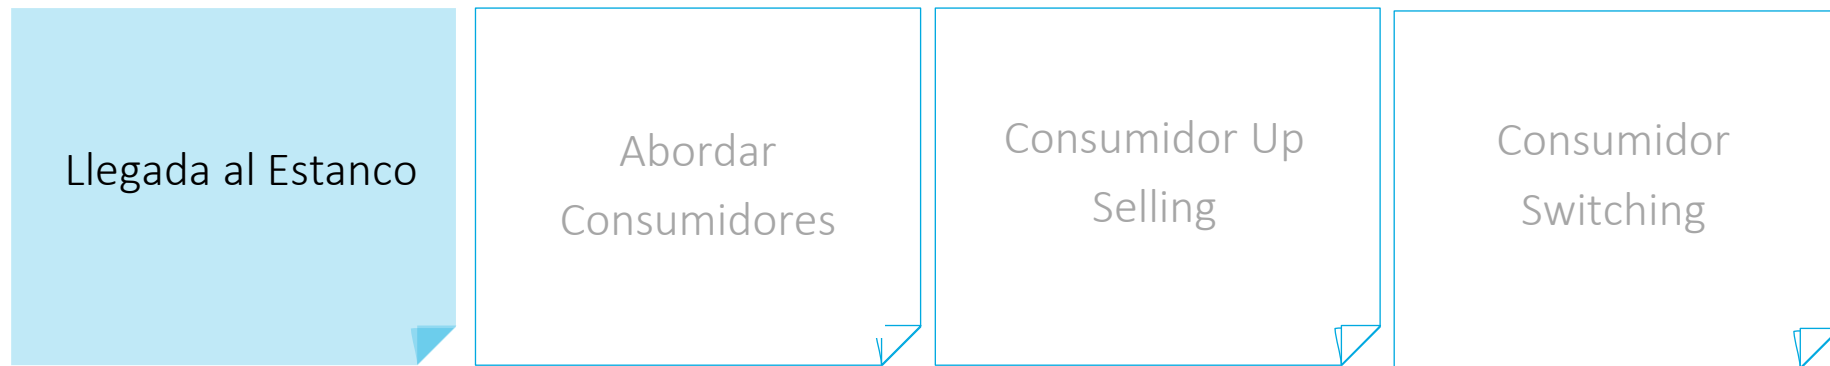 Llegada al Estanco
Abordar
Consumidores
Consumidor Up
Selling
Consumidor
Switching